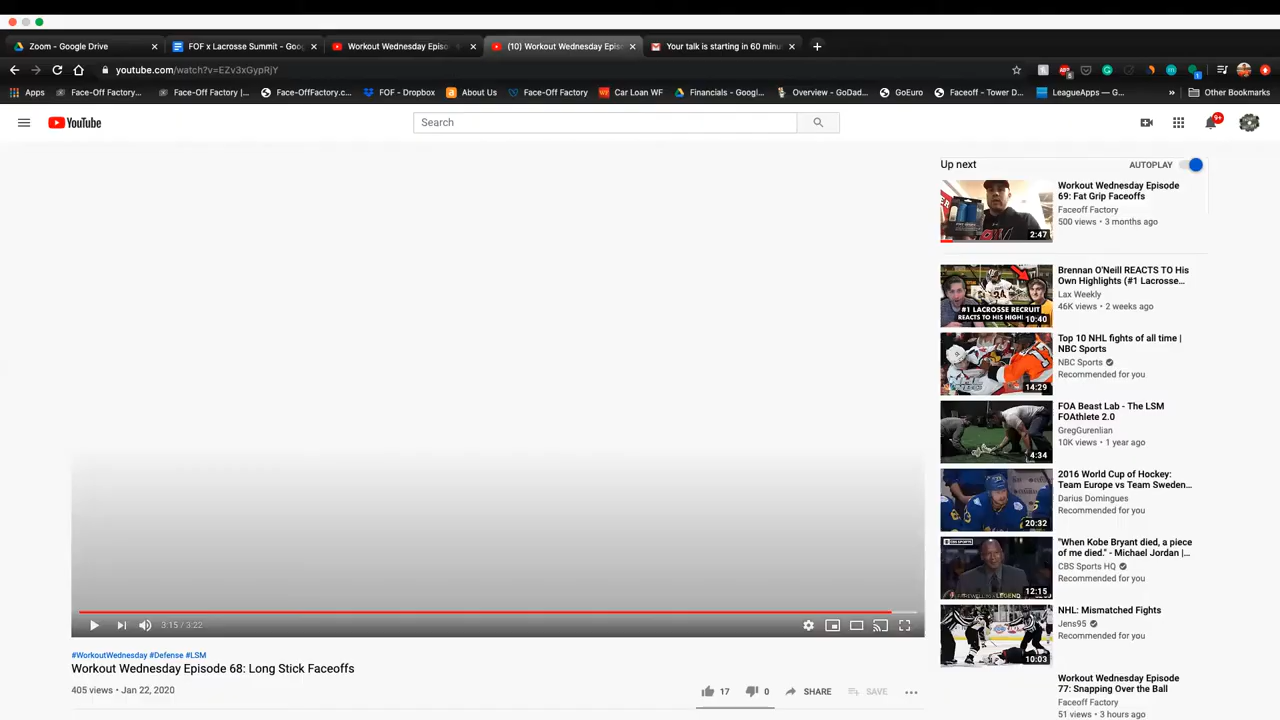 Zoom - Google Drive
FOF x Lacrosse Summit - Goo
Workout Wednesday Episo
(10) Workout Wednesday Epis
Your talk is starting in 60 minu
youtube.com/watch?v=EZv3xGypRjY
Apps
Face-Off Factory...
Face-Off Factory |...
Face-OffFactory.c...
FOF - Dropbox
About Us
Face-Off Factory
Car Loan WF
Financials - Googl...
Overview - GoDad...
GoEuro
Faceoff - Tower D...
LeagueApps — G...
»
Other Bookmarks
YouTube
Search
9+
Up next
AUTOPLAY
Workout Wednesday Episode
69: Fat Grip Faceoffs
Faceoff Factory
500 views • 3 months ago
2:47
Brennan O'Neill REACTS TO His
Own Highlights (#1 Lacrosse...
Lax Weekly
46K views • 2 weeks ago
#1 LACROSSE RECRUIT
REACTS TO HIS HIGH
10:40
Top 10 NHL fights of all time |
NBC Sports
NBC Sports
Recommended for you
14:29
FOA Beast Lab - The LSM
FOAthlete 2.0
GregGurenlian
10K views • 1 year ago
4:34
2016 World Cup of Hockey:
Team Europe vs Team Sweden...
Darius Domingues
Recommended for you
20:32
"When Kobe Bryant died, a piece
of me died." - Michael Jordan |...
CBS Sports HQ
Recommended for you
12:15
NHL: Mismatched Fights
Jens95
Recommended for you
10:03
Workout Wednesday Episode
77: Snapping Over the Ball
Faceoff Factory
51 views • 3 hours ago
3:15 / 3:22
#WorkoutWednesday #Defense #LSM
Workout Wednesday Episode 68: Long Stick Faceoffs
405 views • Jan 22, 2020
17
0
SHARE
SAVE